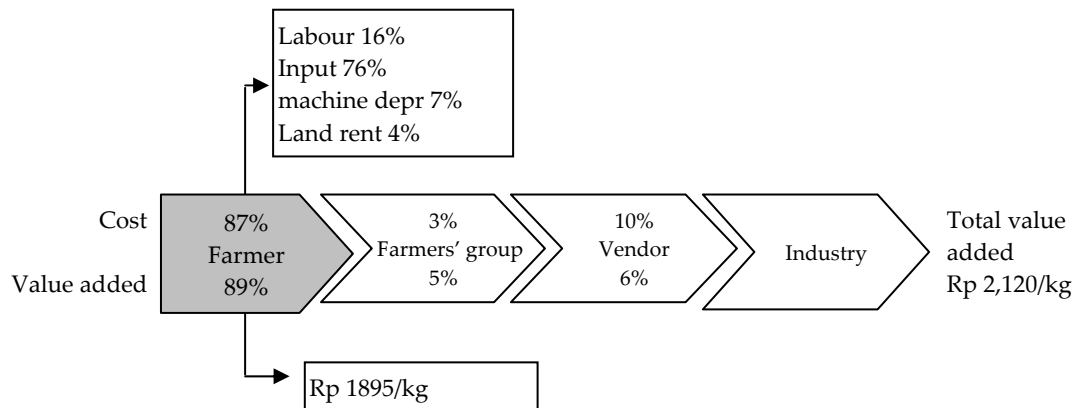 Labour 16%
Input 76%
machine depr 7%
Land rent 4%
Cost
87%
Farmer
89%
Value added
3%
Farmers’ group
5%
10%
Vendor
6%
Industry
Total value
added
Rp 2,120/kg
Rp 1895/kg